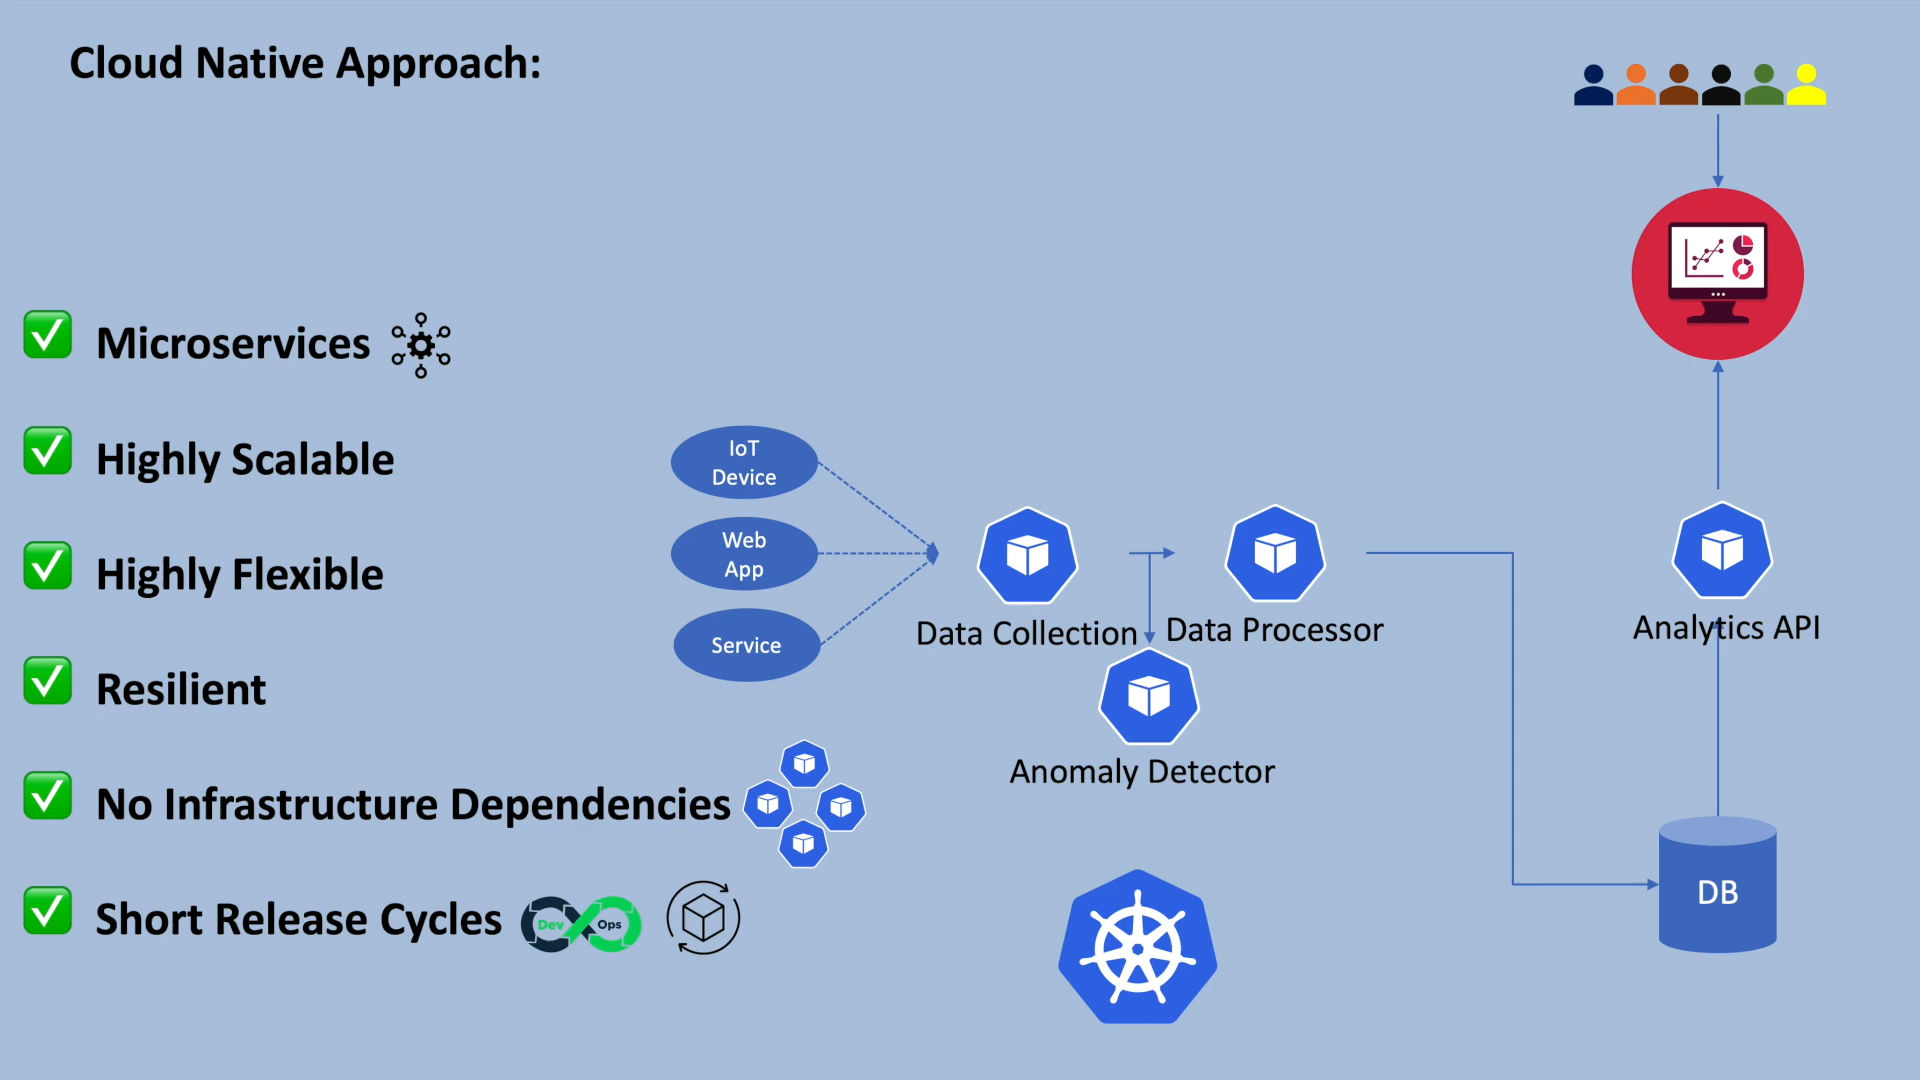 Cloud Native Approach:
Microservices
Highly Scalable
Highly Flexible
Resilient
No Infrastructure Dependencies
Short Release Cycles
Dev
Ops
IoT
Device
Web
App
Service
Data Collection
Data Processor
Anomaly Detector
Analytics API
DB